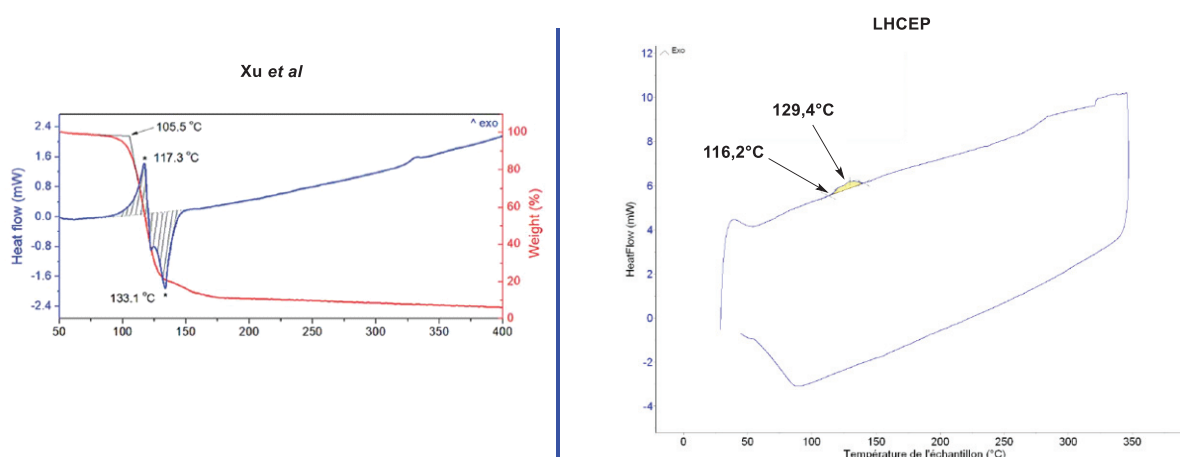 Xu et al
^ exo
105.5 °C
117.3 °C
133.1 °C
Heat flow (mW)
2.4
1.6
0.8
0.0
-0.8
-1.6
-2.4
Weight (%)
100
80
60
40
20
0
50 100 150 200 250 300 350 400
LHCEP
^ Exo
129,4°C
116,2°C
HeatFlow (mW)
12
10
8
6
4
2
0
-2
-4
0 50 100 150 200 250 300 350
Température de l'échantillon (°C)